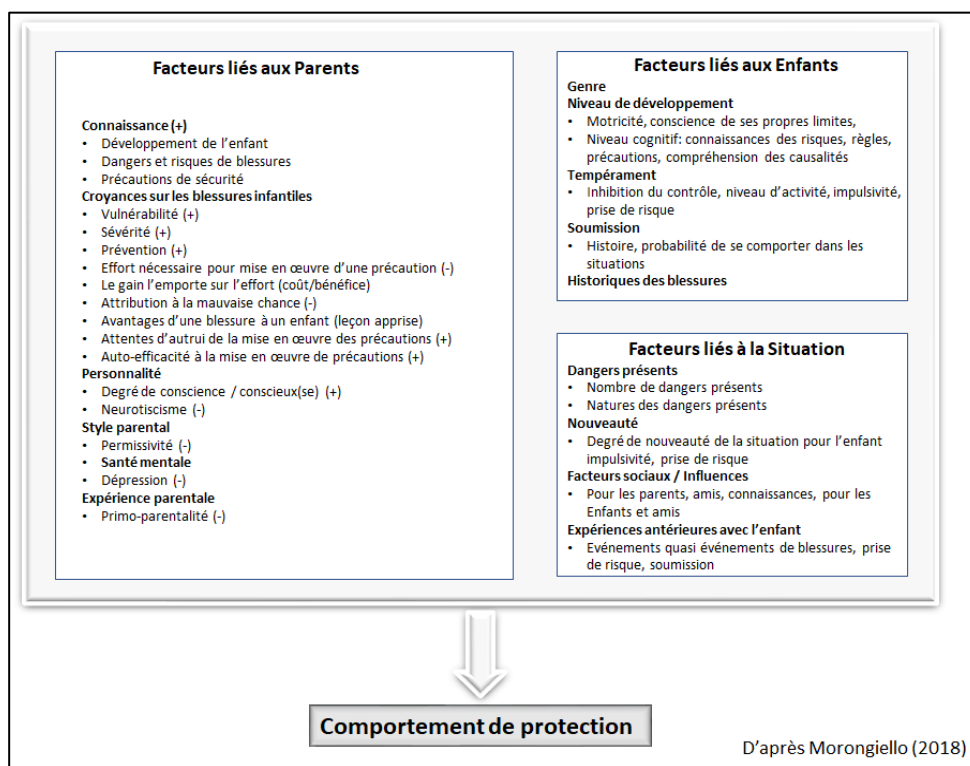 Facteurs liés aux Parents
Connaissance (+)
• Développement de l'enfant
• Dangers et risques de blessures
• Précautions de sécurité
Croyances sur les blessures infantiles
• Vulnérabilité (+)
• Sévérité (+)
• Prévention (+)
• Effort nécessaire pour mise en œuvre d'une précaution (-)
• Le gain l'emporte sur l'effort (coût/bénéfice)
• Attribution à la mauvaise chance (-)
• Avantages d'une blessure à un enfant (leçon apprise)
• Attentes d'autrui de la mise en œuvre des précautions (+)
• Auto-efficacité à la mise en œuvre de précautions (+)
Personnalité
• Degré de conscience / conscieux(se) (+)
• Neurotiscisme (-)
Style parental
• Permissivité (-)
• Santé mentale
• Dépression (-)
Expérience parentale
• Primo-parentalité (-)
Facteurs liés aux Enfants
Genre
Niveau de développement
• Motricité, conscience de ses propres limites,
• Niveau cognitif: connaissances des risques, règles,
précautions, compréhension des causalités
Tempérament
• Inhibition du contrôle, niveau d'activité, impulsivité,
prise de risque
Soumission
• Histoire, probabilité de se comporter dans les
situations
Historiques des blessures
Facteurs liés à la Situation
Dangers présents
• Nombre de dangers présents
• Natures des dangers présents
Nouveauté
• Degré de nouveauté de la situation pour l'enfant
impulsivité, prise de risque
Facteurs sociaux / Influences
• Pour les parents, amis, connaissances, pour les
Enfants et amis
Expériences antérieures avec l'enfant
• Evénements quasi événements de blessures, prise
de risque, soumission
Comportement de protection
D'après Morongiello (2018)